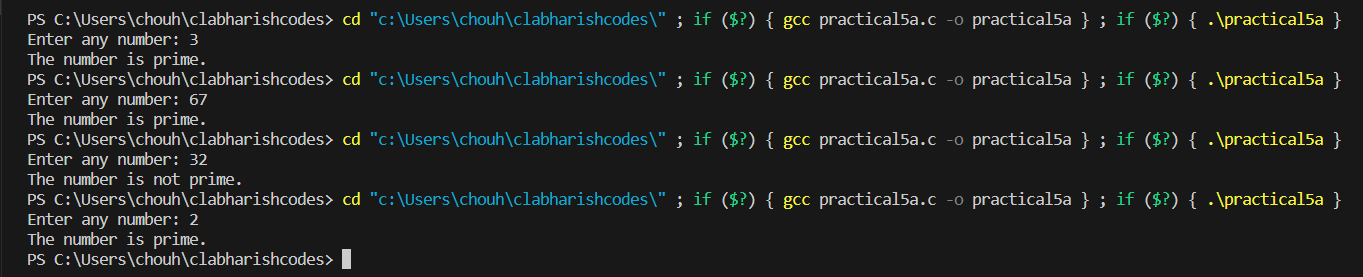 PS C:\Users\chouh\clabharishcodes> cd "c:\Users\chouh\clabharishcodes\" ; if ($?) { gcc practical5a.c -o practical5a } ; if ($?) { .\practical5a }
Enter any number: 3
The number is prime.
PS C:\Users\chouh\clabharishcodes> cd "c:\Users\chouh\clabharishcodes\" ; if ($?) { gcc practical5a.c -o practical5a } ; if ($?) { .\practical5a }
Enter any number: 67
The number is prime.
PS C:\Users\chouh\clabharishcodes> cd "c:\Users\chouh\clabharishcodes\" ; if ($?) { gcc practical5a.c -o practical5a } ; if ($?) { .\practical5a }
Enter any number: 32
The number is not prime.
PS C:\Users\chouh\clabharishcodes> cd "c:\Users\chouh\clabharishcodes\" ; if ($?) { gcc practical5a.c -o practical5a } ; if ($?) { .\practical5a }
Enter any number: 2
The number is prime.
PS C:\Users\chouh\clabharishcodes>